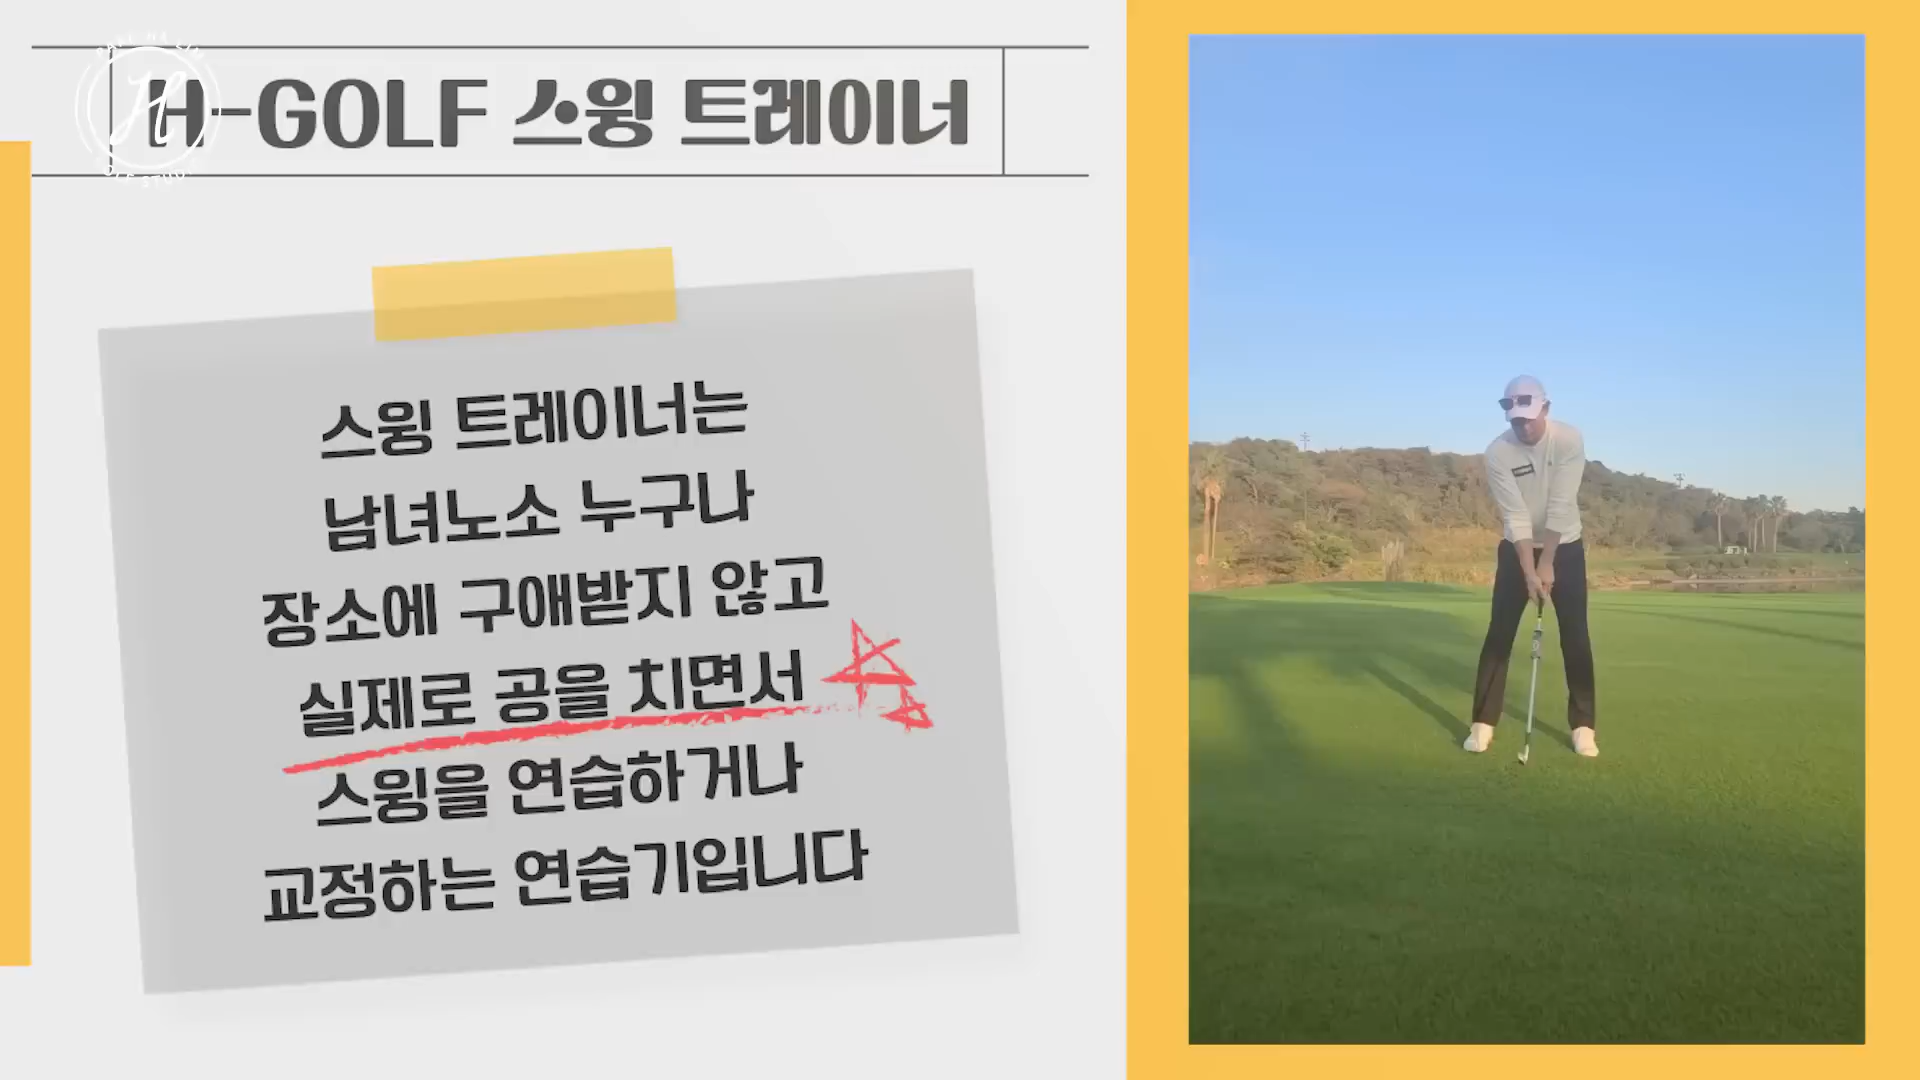 H-GOLF 스윙 트레이너
스윙 트레이너는
남녀노소 누구나
장소에 구애받지 않고
실제로 공을 치면서
스윙을 연습하거나
교정하는 연습기입니다